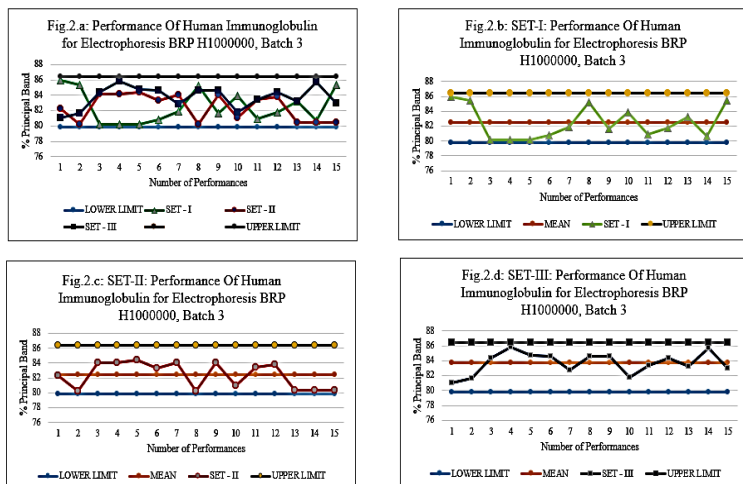 Fig.2.a: Performance Of Human Immunoglobulin
for Electrophoresis BRP H1000000, Batch 3
% Principal Band
88
86
84
82
80
78
76
1 2 3 4 5 6 7 8 9 10 11 12 13 14 15
Number of Performances
LOWER LIMIT SET - I SET - II
SET - III UPPER LIMIT
Fig.2.b: SET-I: Performance Of Human
Immunoglobulin for Electrophoresis BRP
H1000000, Batch 3
% Principal Band
88
86
84
82
80
78
76
1 2 3 4 5 6 7 8 9 10 11 12 13 14 15
Number of Performances
LOWER LIMIT MEAN SET - I UPPER LIMIT
Fig.2.c: SET-II: Performance Of Human
Immunoglobulin for Electrophoresis BRP
H1000000, Batch 3
% Principal Band
88
86
84
82
80
78
76
1 2 3 4 5 6 7 8 9 10 11 12 13 14 15
Number of Performances
LOWER LIMIT MEAN SET - II UPPER LIMIT
Fig.2.d: SET-III: Performance Of Human
Immunoglobulin for Electrophoresis BRP
H1000000, Batch 3
% Principal Band
88
86
84
82
80
78
76
1 2 3 4 5 6 7 8 9 10 11 12 13 14 15
Number of Performances
LOWER LIMIT MEAN SET - III UPPER LIMIT